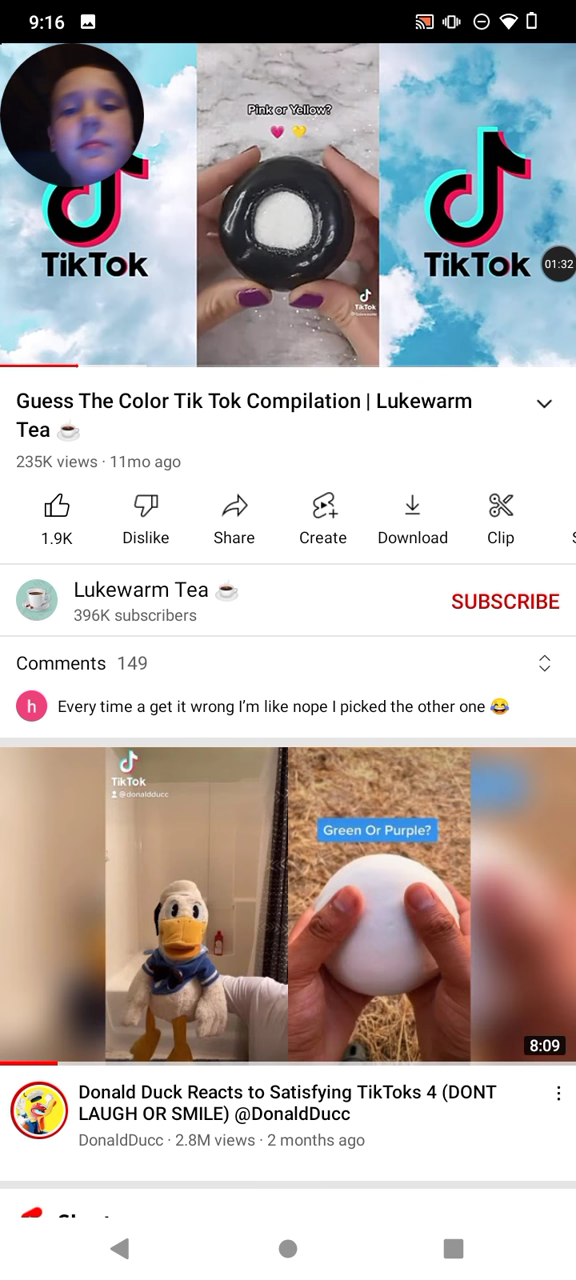 9:16
Pink or Yellow?
TikTok
TikTok
TikTok
01:32
Guess The Color Tik Tok Compilation | Lukewarm
Tea ☕
235K views · 11mo ago
1.9K
Dislike
Share
Create
Download
Clip
Lukewarm Tea ☕
396K subscribers
SUBSCRIBE
Comments 149
h
Every time a get it wrong I'm like nope I picked the other one 😂
TikTok
@donaldducc
Green Or Purple?
8:09
Donald Duck Reacts to Satisfying TikToks 4 (DONT
LAUGH OR SMILE) @DonaldDucc
DonaldDucc · 2.8M views · 2 months ago